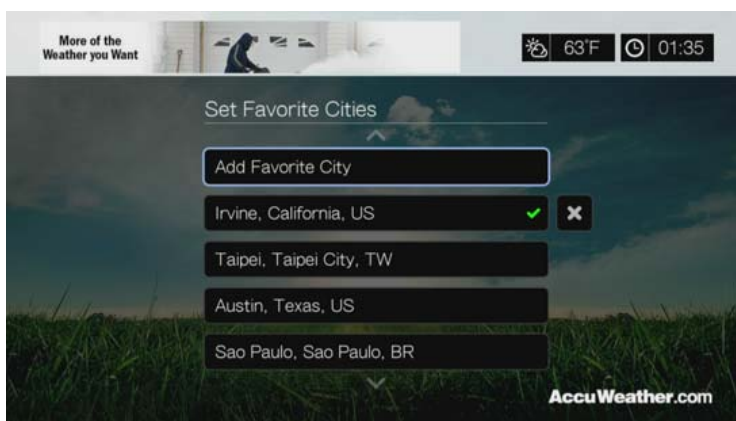 More of the
Weather you Want
63°F
01:35
Set Favorite Cities
Add Favorite City
Irvine, California, US
Taipei, Taipei City, TW
Austin, Texas, US
Sao Paulo, Sao Paulo, BR
AccuWeather.com